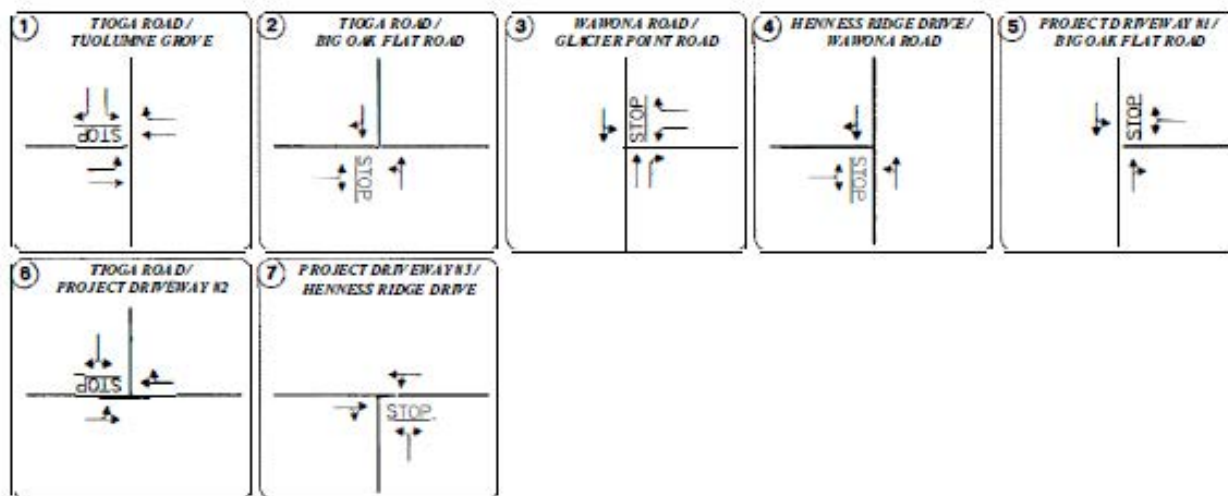 1
TIOGA ROAD /
TUOLUMNE GROVE
STOP
2
TIOGA ROAD /
BIG OAK FLAT ROAD
STOP
3
WAWONA ROAD /
GLACIER POINT ROAD
STOP
4
HENNESS RIDGE DRIVE /
WAWONA ROAD
STOP
5
PROJECT DRIVEWAY #1 /
BIG OAK FLAT ROAD
STOP
6
TIOGA ROAD /
PROJECT DRIVEWAY #2
STOP
7
PROJECT DRIVEWAY #3 /
HENNESS RIDGE DRIVE
STOP